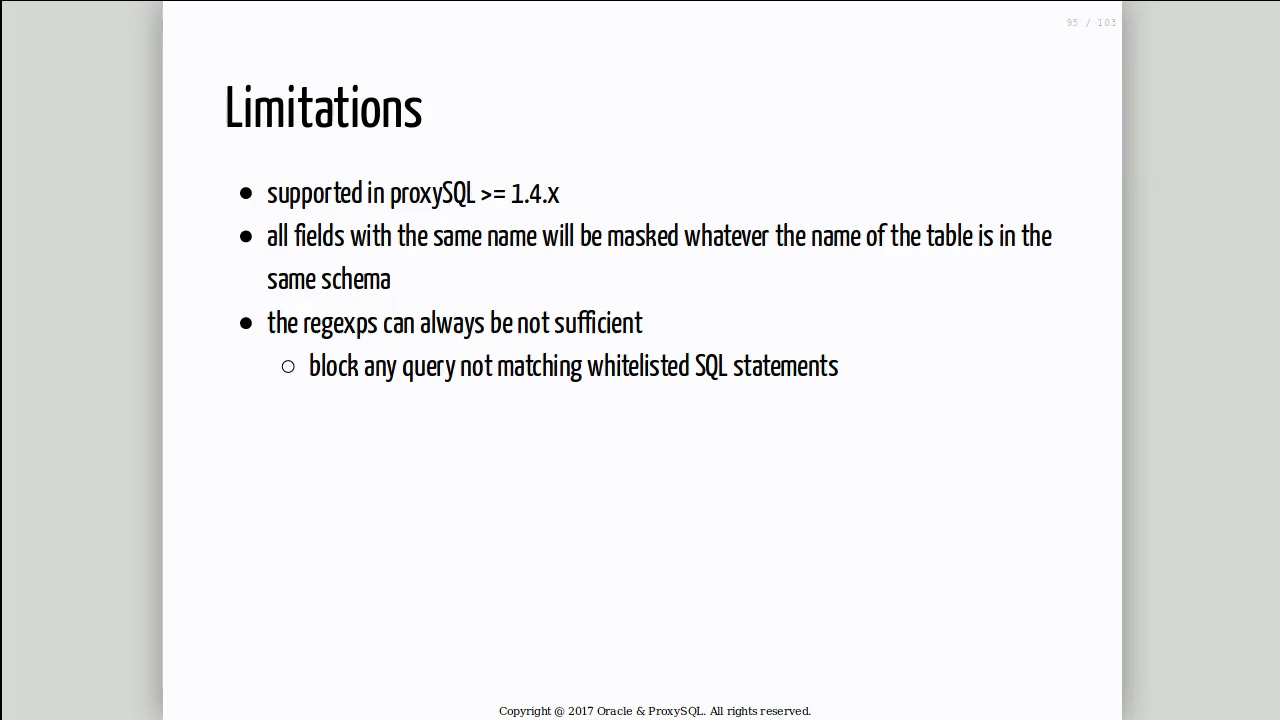 95 / 103
Limitations
● supported in proxySQL >= 1.4.x
● all fields with the same name will be masked whatever the name of the table is in the
same schema
● the regexps can always be not sufficient
○ block any query not matching whitelisted SQL statements
Copyright @ 2017 Oracle & ProxySQL. All rights reserved.